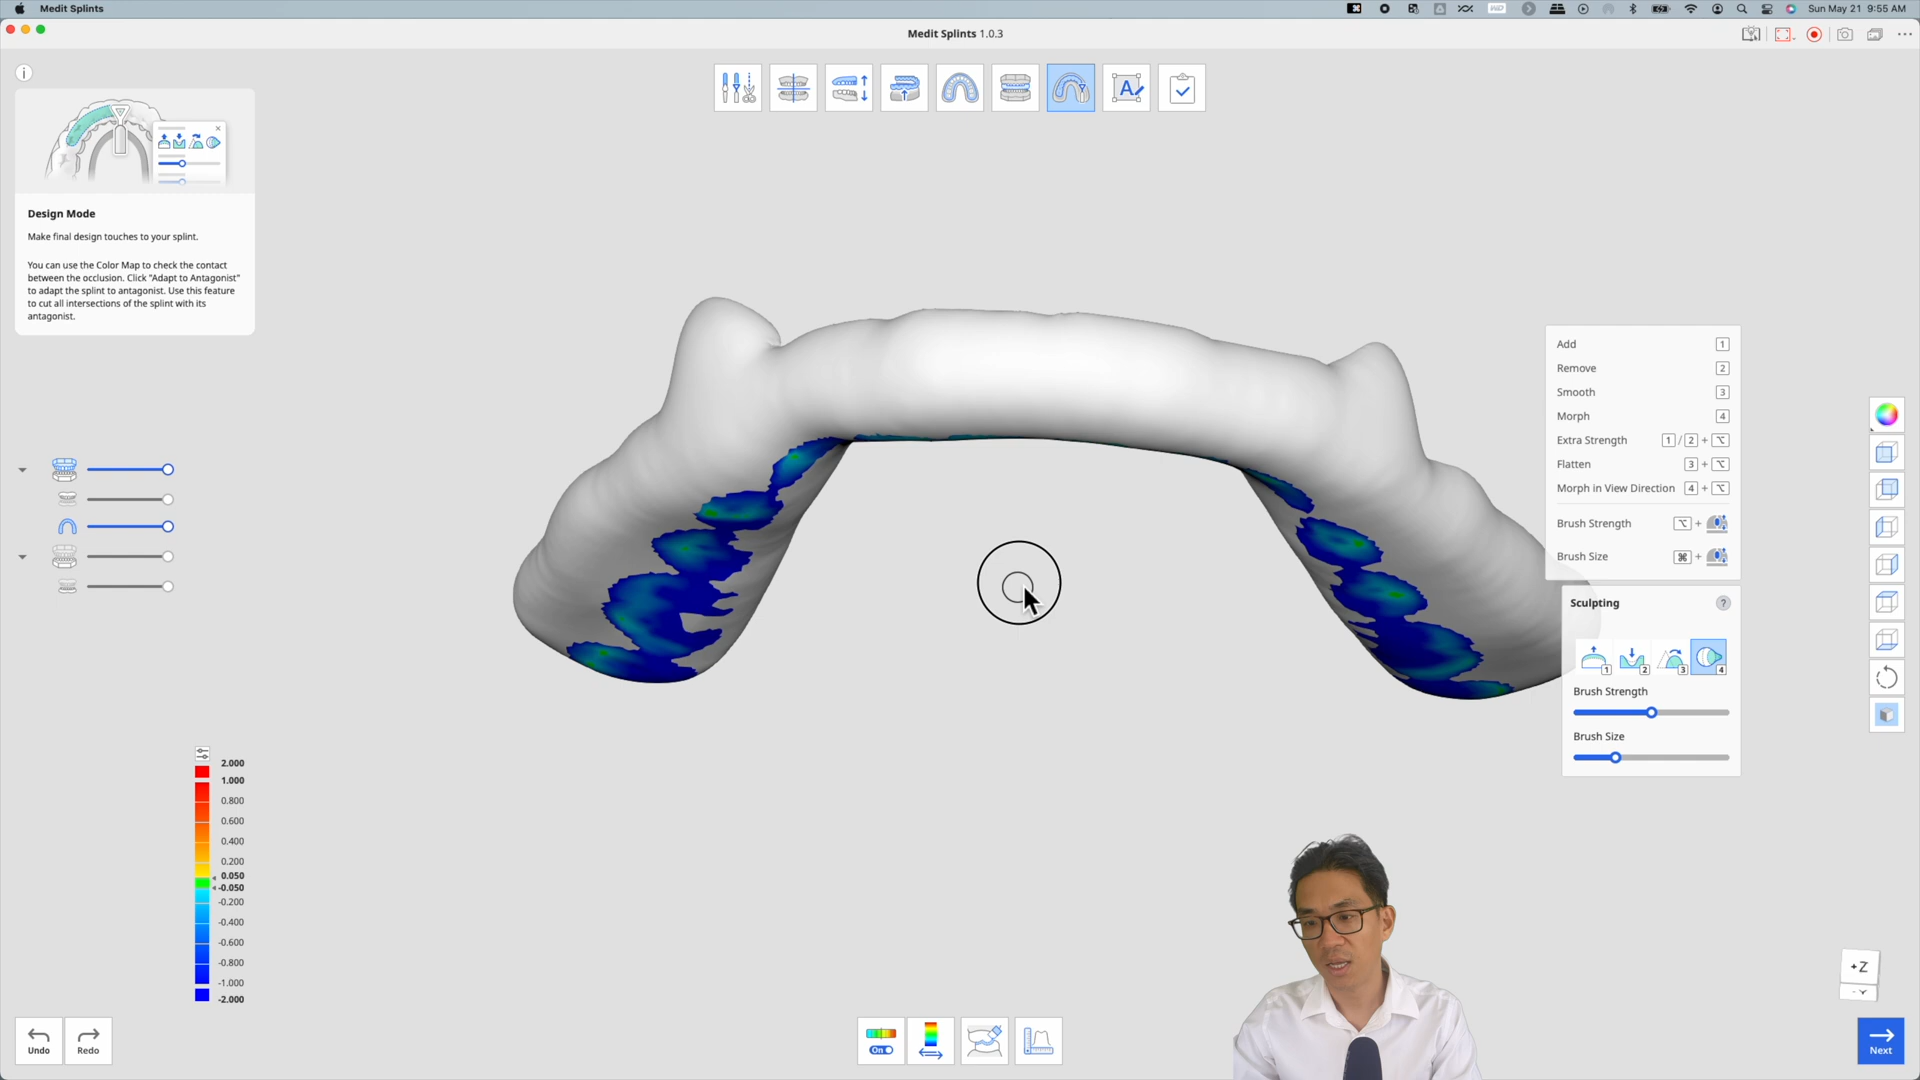 Medit Splints
Sun May 21 9:55 AM
Medit Splints 1.0.3
Design Mode
Make final design touches to your splint.
You can use the Color Map to check the contact
between the occlusion. Click "Adapt to Antagonist"
to adapt the splint to antagonist. Use this feature
to cut all intersections of the splint with its
antagonist.
Add 1
Remove 2
Smooth 3
Morph 4
Extra Strength 1 / 2 + ⌥
Flatten 3 + ⌥
Morph in View Direction 4 + ⌥
Brush Strength ⌥ +
Brush Size ⌘ +
Sculpting ?
1 2 3 4
Brush Strength
Brush Size
2.000
1.000
0.800
0.600
0.400
0.200
0.050
-0.050
-0.200
-0.400
-0.600
-0.800
-1.000
-2.000
+Z
Undo Redo
On
Next